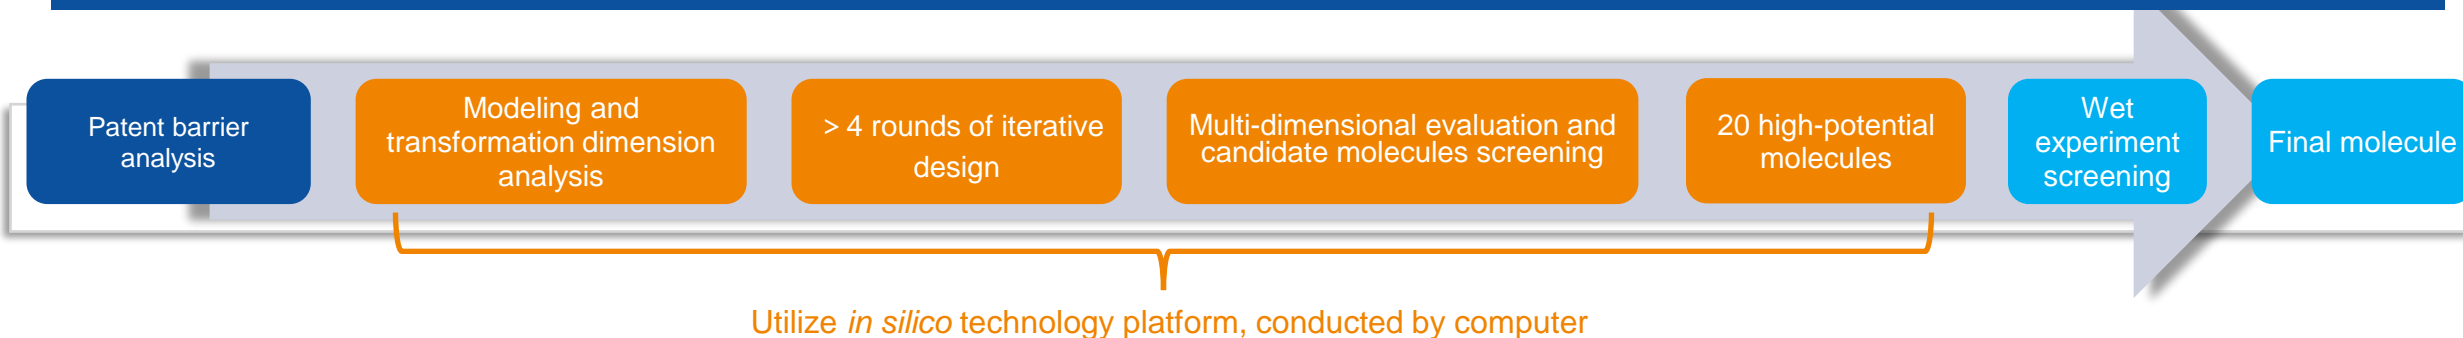 Patent barrier
analysis
Modeling and
transformation dimension
analysis
> 4 rounds of iterative
design
Multi-dimensional evaluation and
candidate molecules screening
20 high-potential
molecules
Wet
experiment
screening
Final molecule
Utilize in silico technology platform, conducted by computer